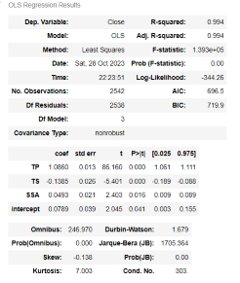 OLS Regression Results
Dep. Variable: Close R-squared: 0.994
Model: OLS Adj. R-squared: 0.994
Method: Least Squares F-statistic: 1.393e+05
Date: Sat, 28 Oct 2023 Prob (F-statistic): 0.00
Time: 22:23:51 Log-Likelihood: -344.26
No. Observations: 2542 AIC: 696.5
Df Residuals: 2538 BIC: 719.9
Df Model: 3
Covariance Type: nonrobust
coef std err t P>|t| [0.025 0.975]
TP 1.0860 0.013 86.160 0.000 1.061 1.111
TS -0.1385 0.026 -5.401 0.000 -0.189 -0.088
SSA 0.0493 0.021 2.403 0.016 0.009 0.089
intercept 0.0789 0.039 2.045 0.041 0.003 0.155
Omnibus: 246.970 Durbin-Watson: 1.679
Prob(Omnibus): 0.000 Jarque-Bera (JB): 1705.364
Skew: -0.138 Prob(JB): 0.00
Kurtosis: 7.003 Cond. No. 303.